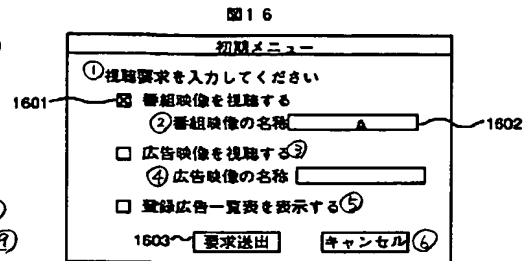 図16
初期メニュー
①視聴要求を入力してください
1601 ☒ 番組映像を視聴する
②番組映像の名称 A 1602
□ 広告映像を視聴する③
④広告映像の名称
□ 登録広告一覧表を表示する⑤
1603 要求送出 キャンセル⑥
⑨